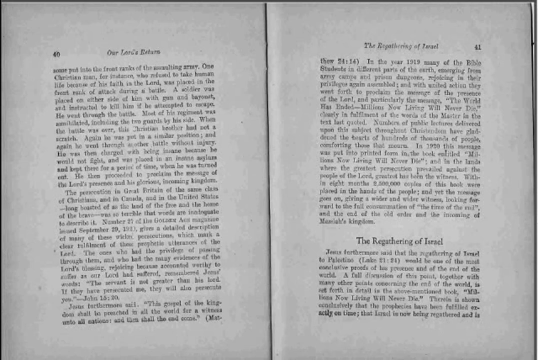 40 Our Lord's Return
some put into the front ranks of the assaulting army. One
Christian man, for instance, who refused to take human
life because of his faith in the Lord, was placed in the
front rank of attack during a battle. A soldier was
placed on either side of him with gun and bayonet,
and instructed to kill him if he attempted to escape.
He went through the battle. Most of his regiment was
annihilated, including the two guards by his side. When
the battle was over, this Christian brother had not a
scratch. Again he was put in a similar position; and
again he went through another battle without injury.
He was then charged with being insane because he
would not fight, and was placed in an insane asylum
and kept there for a period of time, when he was turned
out. He then proceeded to proclaim the message of
the Lord's presence and his glorious, incoming kingdom.
The persecution in Great Britain of the same class
of Christians, and in Canada, and in the United States
—long boasted of as the land of the free and the home
of the brave—was so terrible that words are inadequate
to describe it. Number 27 of the GOLDEN AGE magazine
issued September 29, 1920, gives a detailed description
of many of these wicked persecutions, which mark a
clear fulfilment of these prophetic utterances of the
Lord. The ones who had the privilege of passing
through them, and who had the many evidences of the
Lord's blessing, rejoicing because accounted worthy to
suffer as our Lord had suffered, remembered Jesus'
words: "The servant is not greater than his lord.
If they have persecuted me, they will also persecute
you."—John 15:20.
Jesus furthermore said: "This gospel of the king-
dom shall be preached in all the world for a witness
unto all nations; and then shall the end come." (Mat-
The Regathering of Israel 41
thew 24:14) In the year 1919 many of the Bible
Students in different parts of the earth, emerging from
army camps and prison dungeons, rejoicing in their
privileges again assembled; and with united action they
went forth to proclaim the message of the presence
of the Lord, and particularly the message, "The World
Has Ended—Millions Now Living Will Never Die,"
clearly in fulfilment of the words of the Master in the
text last quoted. Numbers of public lectures delivered
upon this subject throughout Christendom have glad-
dened the hearts of hundreds of thousands of people,
comforting those that mourn. In 1920 this message
was put into printed form in the book entitled "Mil-
lions Now Living Will Never Die"; and in the lands
where the greatest persecution prevailed against the
people of the Lord, greatest has been the witness. With-
in eight months 2,500,000 copies of this book were
placed in the hands of the people; and yet the message
goes on, giving a wider and wider witness, looking for-
ward to the full consummation of "the time of the end",
and the end of the old order and the incoming of
Messiah's kingdom.
The Regathering of Israel
Jesus furthermore said that the regathering of Israel
to Palestine (Luke 21:24) would be one of the most
conclusive proofs of his presence and of the end of the
world. A full discussion of this point, together with
many other points concerning the end of the world, is
set forth in detail in the above-mentioned book, "Mil-
lions Now Living Will Never Die." Therein is shown
conclusively that the prophecies have been fulfilled ex-
actly on time; that Israel is now being regathered and is